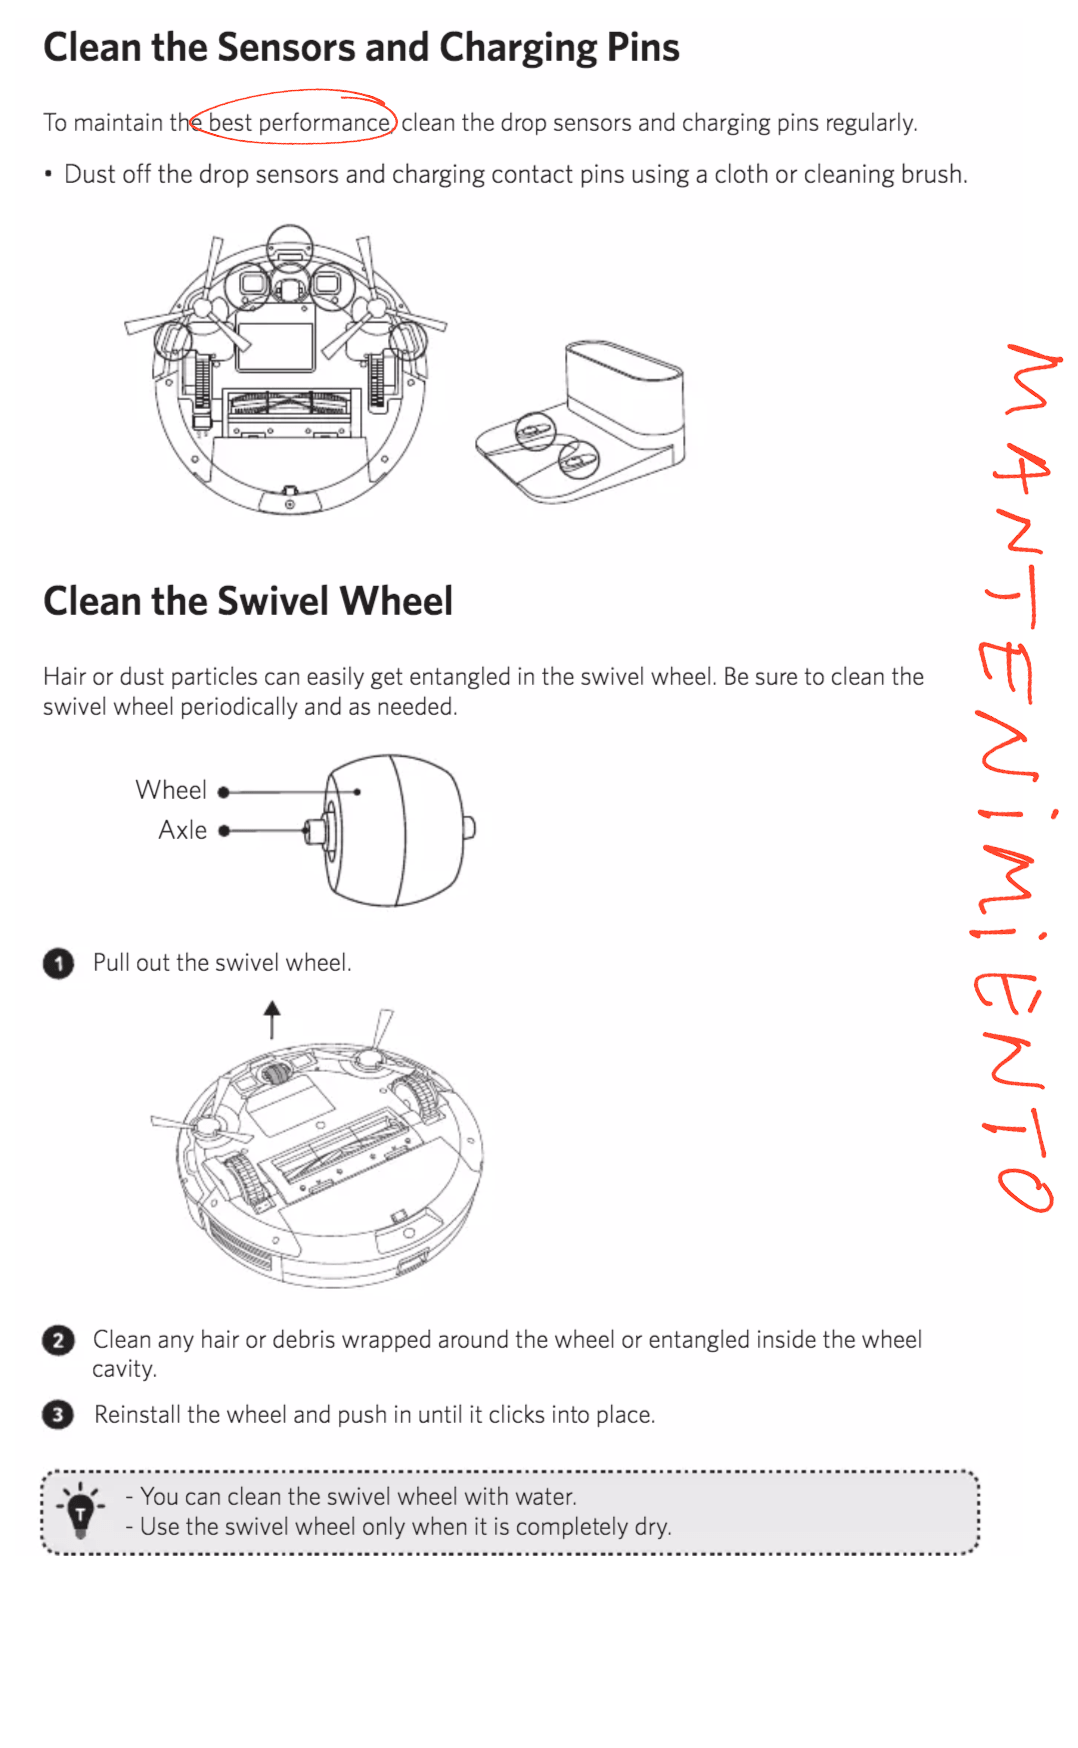 Clean the Sensors and Charging Pins
To maintain the best performance, clean the drop sensors and charging pins regularly.
• Dust off the drop sensors and charging contact pins using a cloth or cleaning brush.
Clean the Swivel Wheel
Hair or dust particles can easily get entangled in the swivel wheel. Be sure to clean the
swivel wheel periodically and as needed.
Wheel
Axle
1 Pull out the swivel wheel.
2 Clean any hair or debris wrapped around the wheel or entangled inside the wheel
cavity.
3 Reinstall the wheel and push in until it clicks into place.
T
- You can clean the swivel wheel with water.
- Use the swivel wheel only when it is completely dry.
MANTENiMiENTO